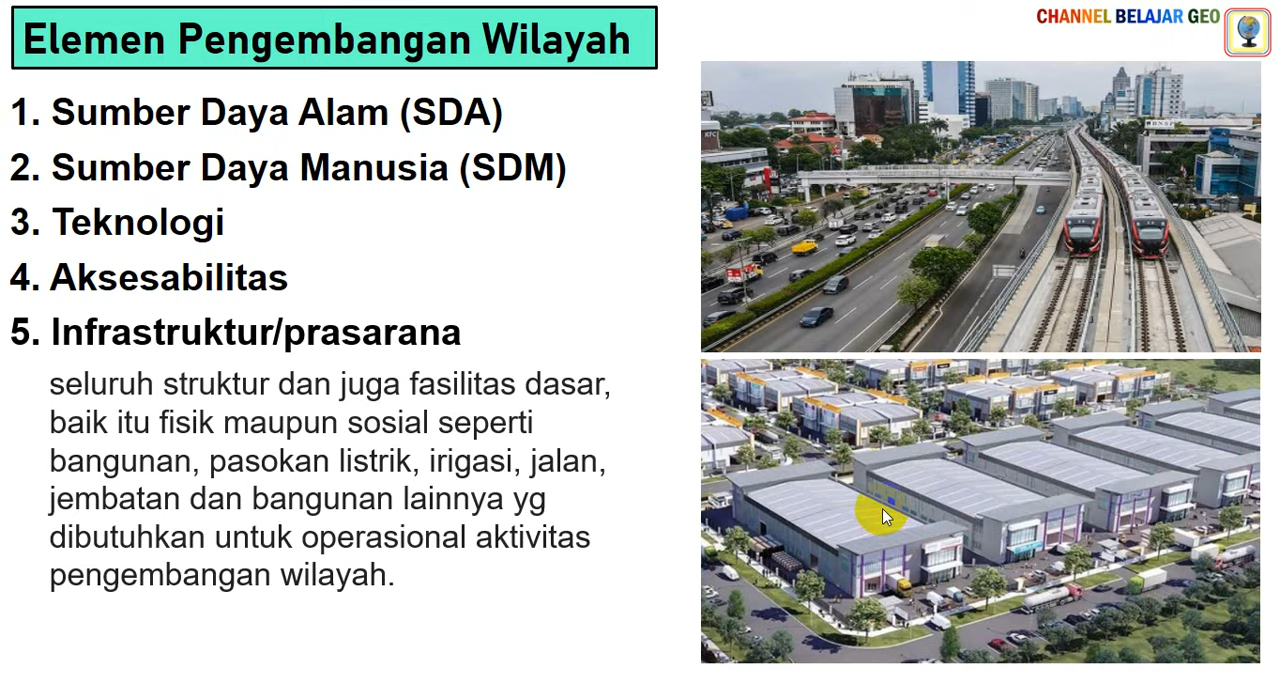 Elemen Pengembangan Wilayah
CHANNEL BELAJAR GEO
1. Sumber Daya Alam (SDA)
2. Sumber Daya Manusia (SDM)
3. Teknologi
4. Aksesabilitas
5. Infrastruktur/prasarana
seluruh struktur dan juga fasilitas dasar,
baik itu fisik maupun sosial seperti
bangunan, pasokan listrik, irigasi, jalan,
jembatan dan bangunan lainnya yg
dibutuhkan untuk operasional aktivitas
pengembangan wilayah.
KFC